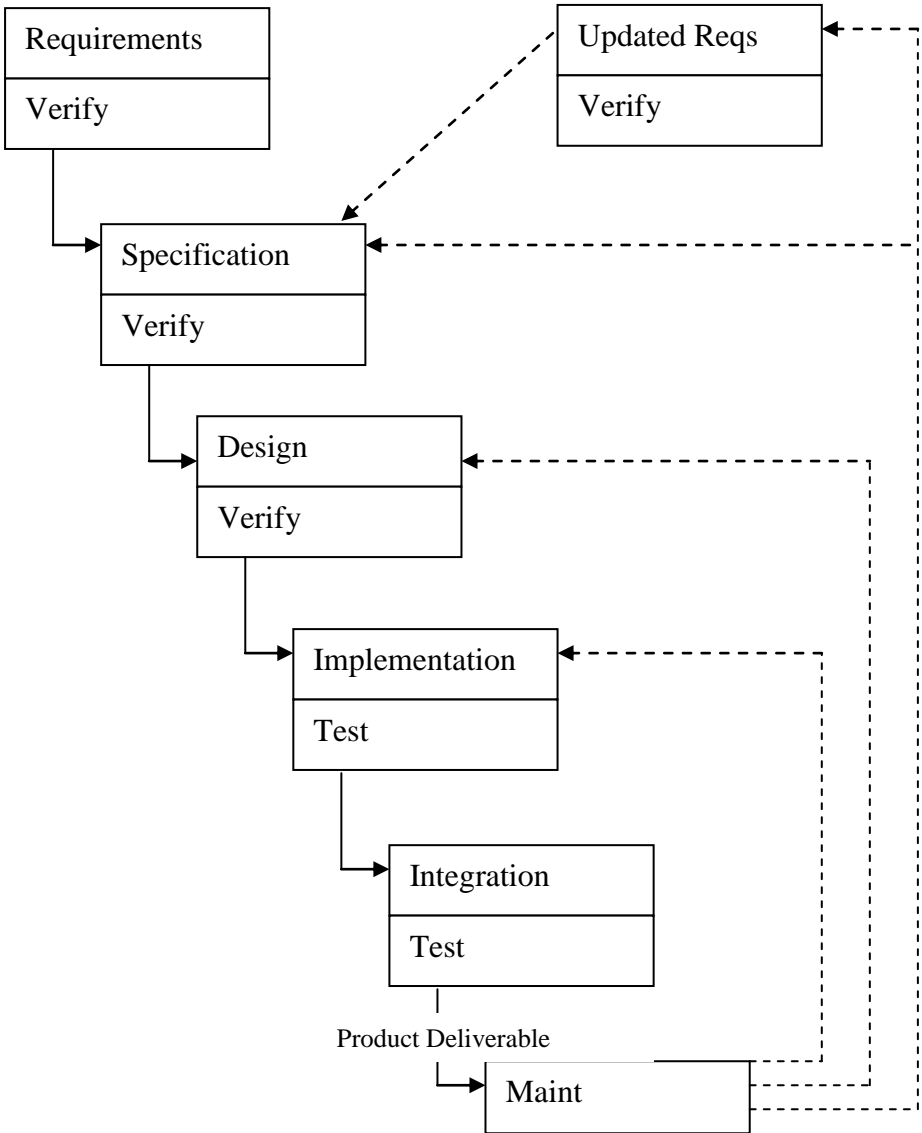 Requirements
Verify
Updated Reqs
Verify
Specification
Verify
Design
Verify
Implementation
Test
Integration
Test
Product Deliverable
Maint